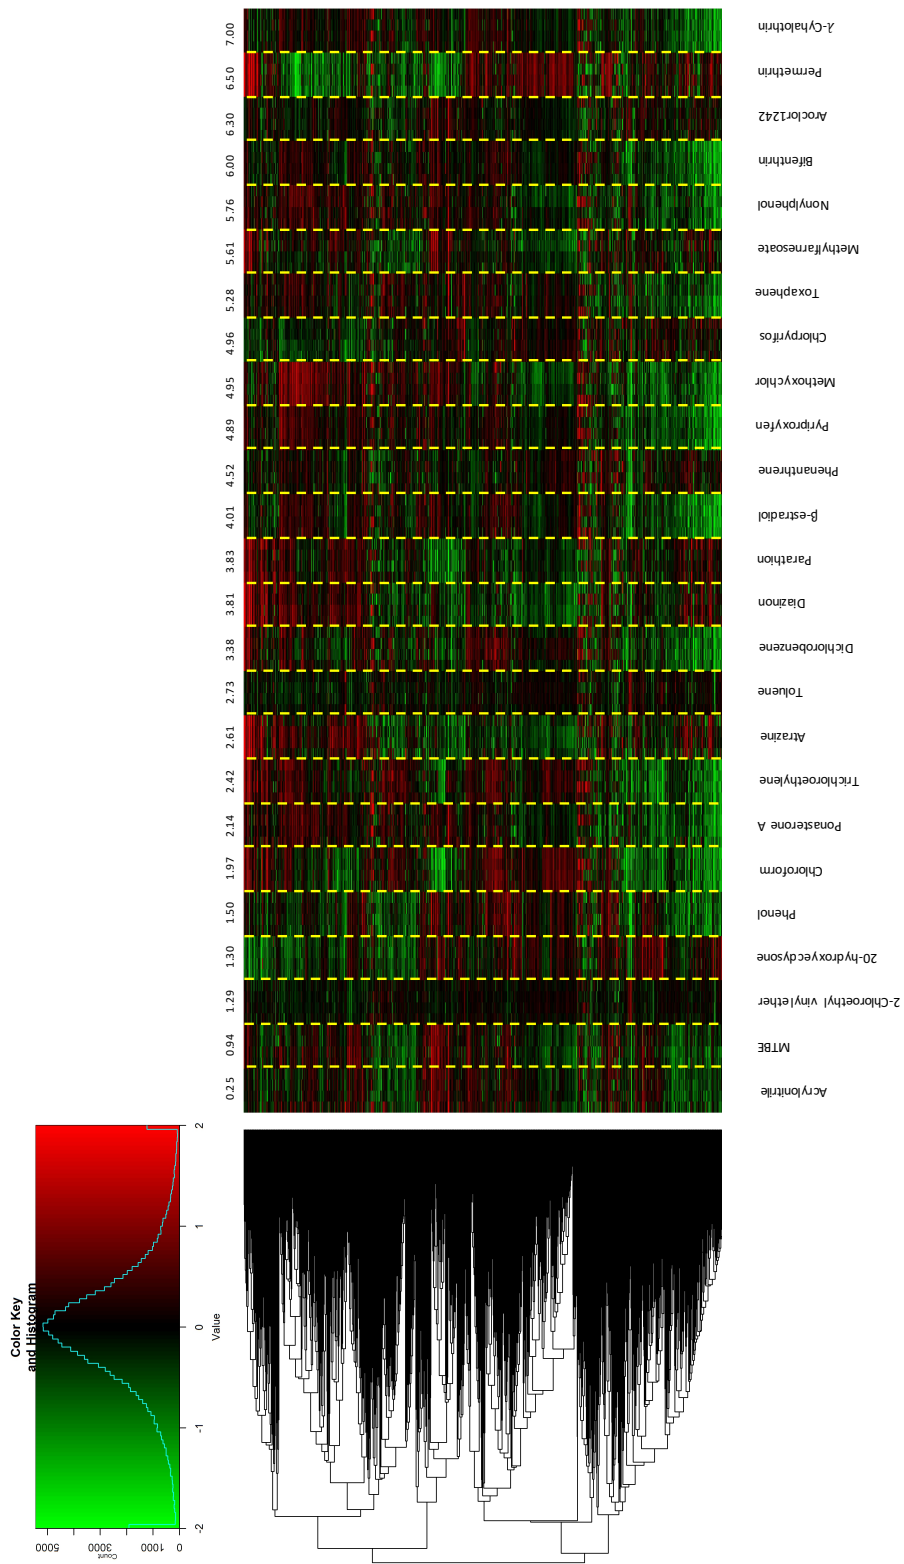 7.00
6.50
6.30
6.00
5.76
5.61
5.28
4.96
4.95
4.89
4.52
4.01
3.83
3.81
3.38
2.73
2.61
2.42
2.14
1.97
1.50
1.30
1.29
0.94
0.25
λ-Cyhalothrin
Permethrin
Aroclor1242
Bifenthrin
Nonylphenol
Methylfarnesoate
Toxaphene
Chlorpyrifos
Methoxychlor
Pyriproxyfen
Phenanthrene
β-estradiol
Parathion
Diazinon
Dichlorobenzene
Toluene
Atrazine
Trichloroethylene
Ponasterone A
Chloroform
Phenol
20-hydroxyecdysone
2-Chloroethyl vinyl ether
MTBE
Acrylonitrile
Color Key
and Histogram
-2
-1
0
1
2
Value
0
1000
3000
5000
Count